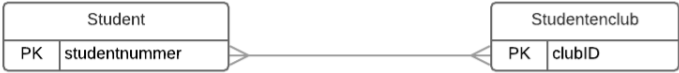 Student
PK studentnummer
Studentenclub
PK clubID